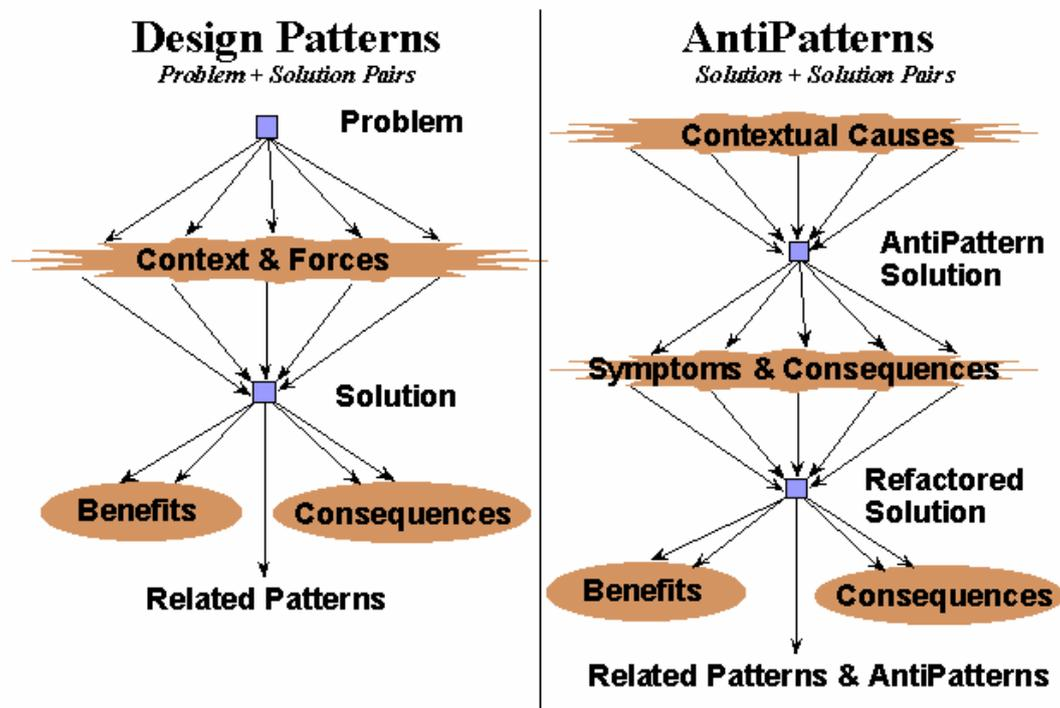 Design Patterns
Problem + Solution Pairs
Problem
Context & Forces
Solution
Benefits
Consequences
Related Patterns
AntiPatterns
Solution + Solution Pairs
Contextual Causes
AntiPattern
Solution
Symptoms & Consequences
Refactored
Solution
Benefits
Consequences
Related Patterns & AntiPatterns